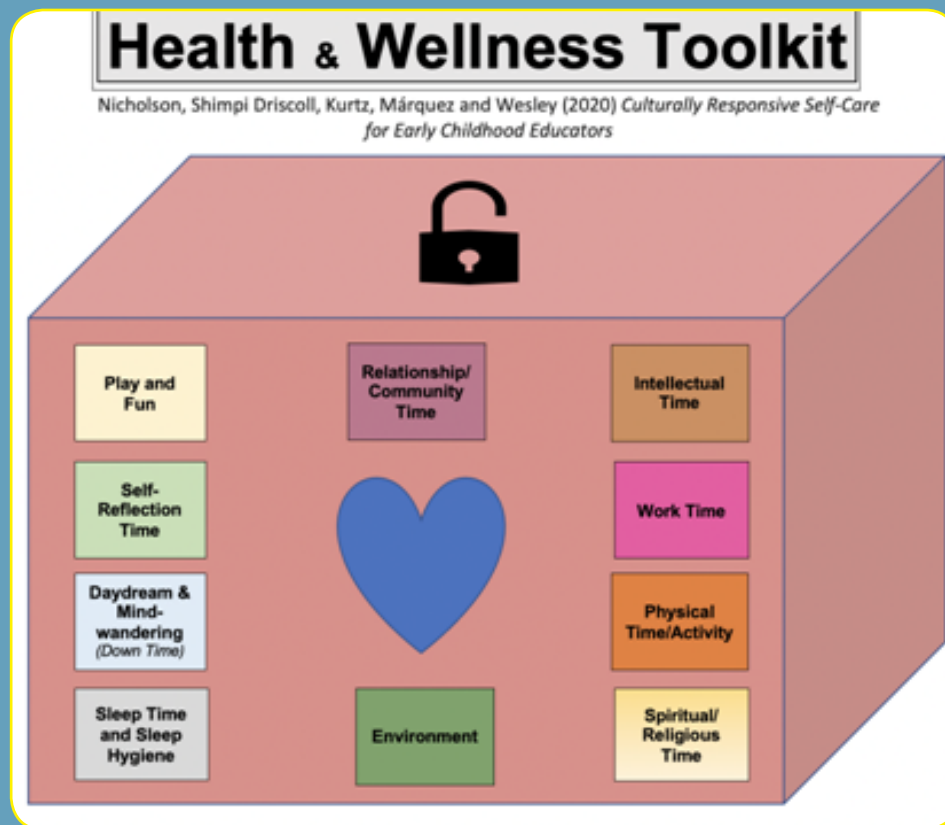 Health & Wellness Toolkit
Nicholson, Shimpi Driscoll, Kurtz, Márquez and Wesley (2020) Culturally Responsive Self-Care
for Early Childhood Educators
Play and
Fun
Relationship/
Community
Time
Intellectual
Time
Self-
Reflection
Time
Work Time
Daydream &
Mind-
wandering
(Down Time)
Physical
Time/Activity
Sleep Time
and Sleep
Hygiene
Environment
Spiritual/
Religious
Time